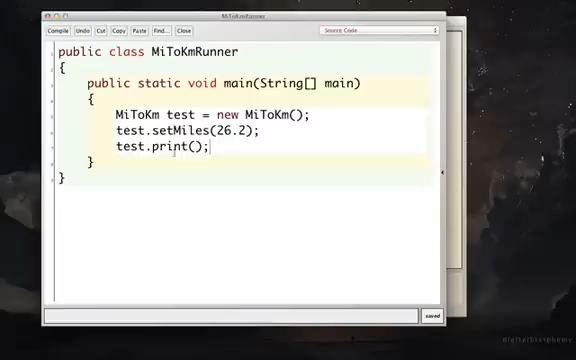 MiToKmRunner
Compile Undo Cut Copy Paste Find Close Source Code
public class MiToKmRunner
{
public static void main(String[] main)
{
MiToKm test = new MiToKm();
test.setMiles(26.2);
test.print();
}
}
saved
digitalblasphemy